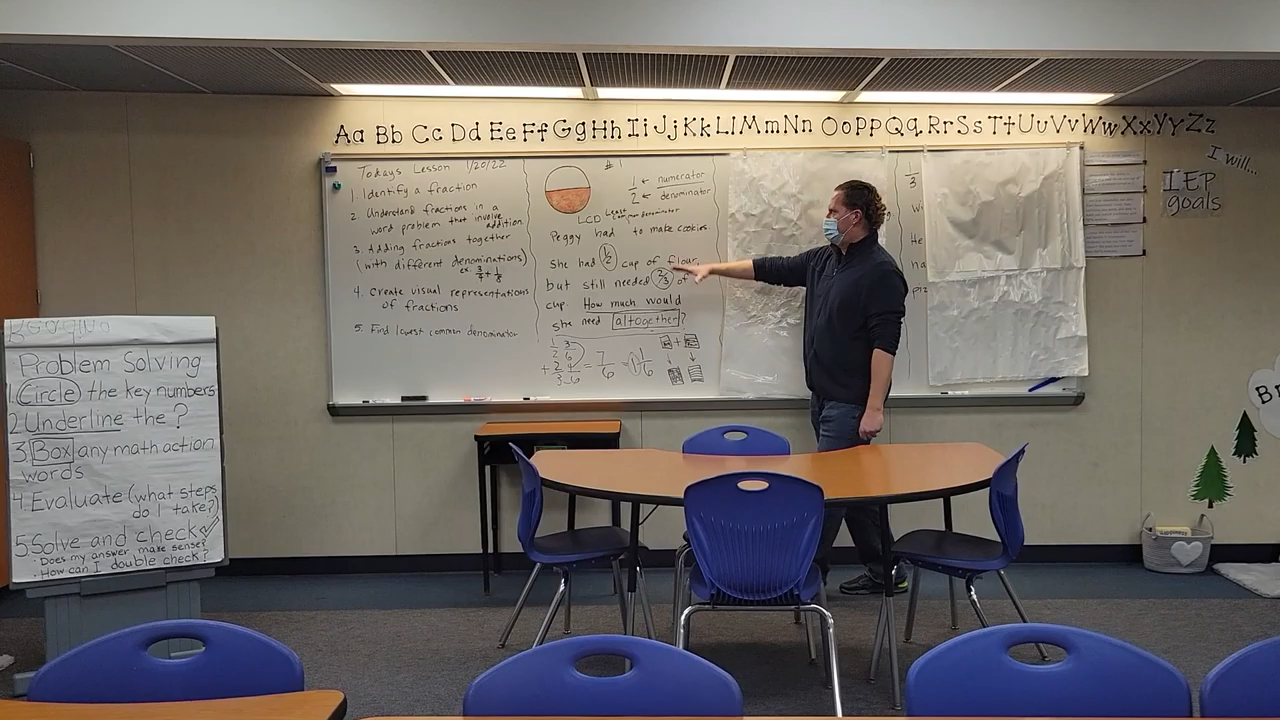 Aa Bb Cc Dd Ee Ff Gg Hh Ii Jj Kk Ll Mm Nn Oo Pp Qq Rr Ss Tt Uu Vv Ww Xx Yy Zz
Todays Lesson 1/20/22
1. Identify a fraction
2. Understand fractions in a
word problem that involve
addition.
3. Adding fractions together
(with different denominations)
ex. 3/4 + 1/8
4. Create visual representations
of fractions
5. Find lowest common denominator
#1
1/2 ← numerator
← denominator
LCD Least Common Denominator
Peggy had to make cookies.
She had 1/2 cup of flour,
but still needed 2/3 of
cup. How much would
she need altogether?
1/2 3/6
+ 2/3 4/6 = 7/6 = 1 1/6
1/3
Wi
He
ha
I will...
IEP
goals
Problem Solving
1. Circle the key numbers
2. Underline the ?
3. Box any math action
words
4. Evaluate (what steps
do I take?)
5. Solve and check ✓
· Does my answer make sense?
· How can I double check?